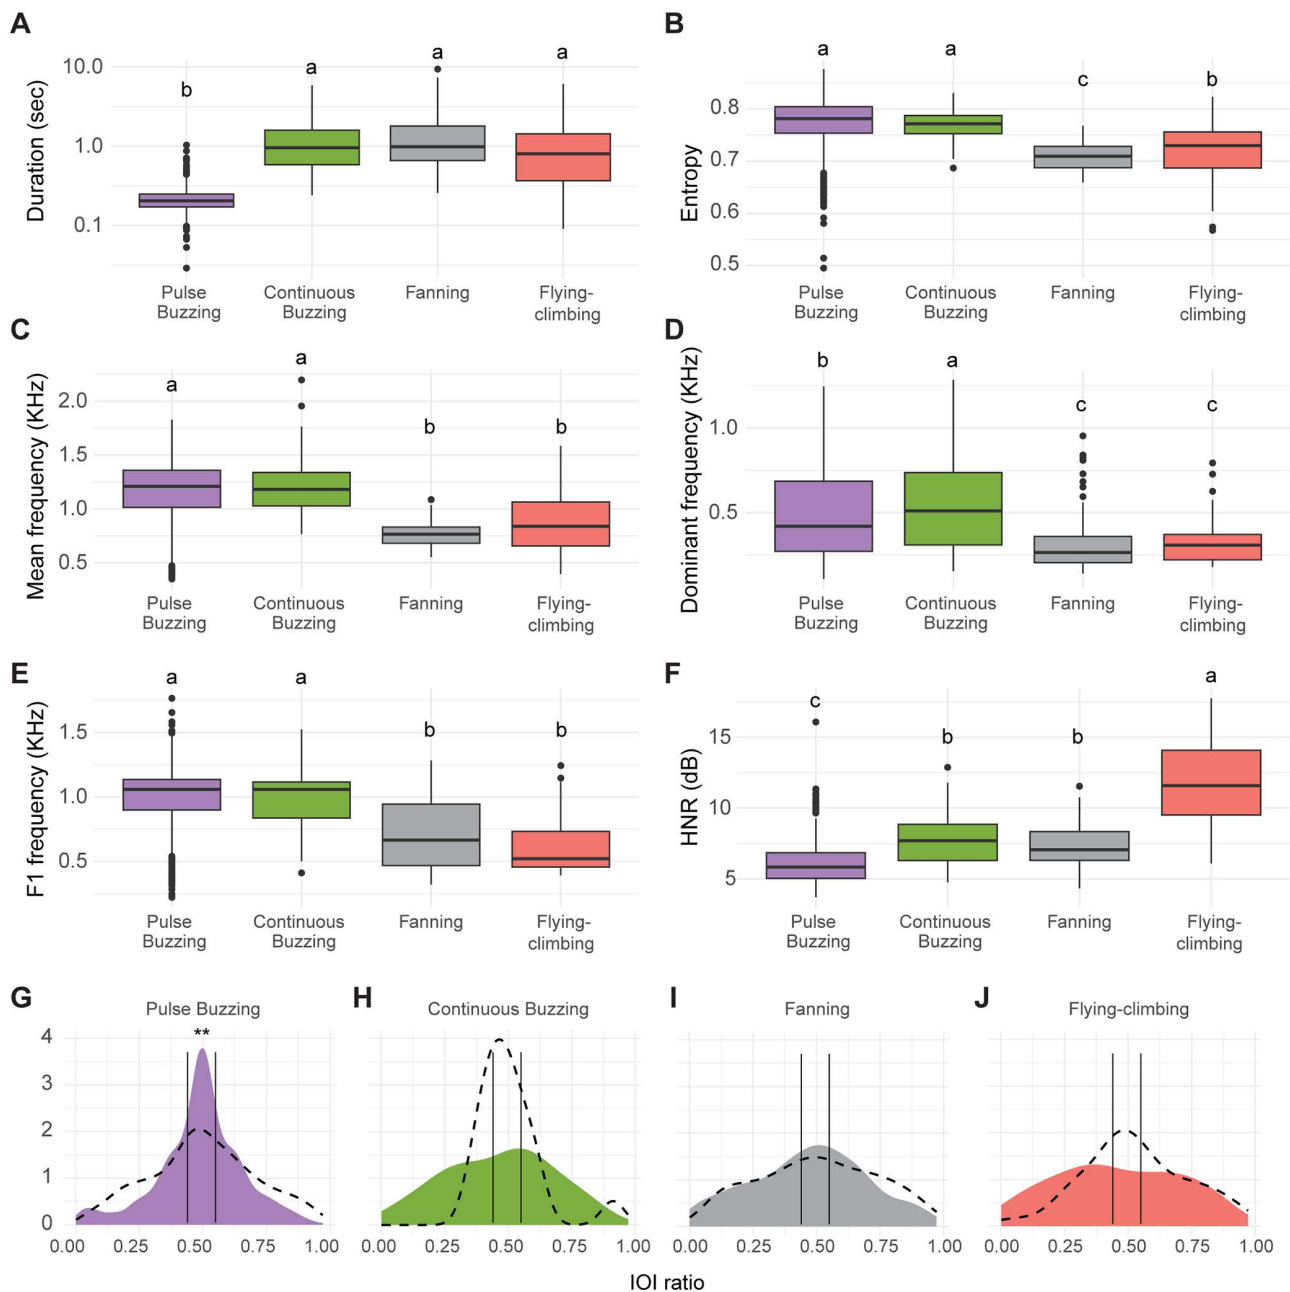 A
B
Duration (sec)
10.0
1.0
0.1
b
a
a
a
Pulse
Buzzing
Continuous
Buzzing
Fanning
Flying-
climbing
Entropy
0.8
0.7
0.6
0.5
a
a
c
b
Pulse
Buzzing
Continuous
Buzzing
Fanning
Flying-
climbing
C
D
Mean frequency (KHz)
2.0
1.5
1.0
0.5
a
a
b
b
Pulse
Buzzing
Continuous
Buzzing
Fanning
Flying-
climbing
Dominant frequency (KHz)
1.0
0.5
b
a
c
c
Pulse
Buzzing
Continuous
Buzzing
Fanning
Flying-
climbing
E
F
F1 frequency (KHz)
1.5
1.0
0.5
a
a
b
b
Pulse
Buzzing
Continuous
Buzzing
Fanning
Flying-
climbing
HNR (dB)
15
10
5
c
b
b
a
Pulse
Buzzing
Continuous
Buzzing
Fanning
Flying-
climbing
G
Pulse Buzzing
**
4
3
2
1
0
0.00 0.25 0.50 0.75 1.00
H
Continuous Buzzing
0.00 0.25 0.50 0.75 1.00
I
Fanning
0.00 0.25 0.50 0.75 1.00
J
Flying-climbing
0.00 0.25 0.50 0.75 1.00
IOI ratio